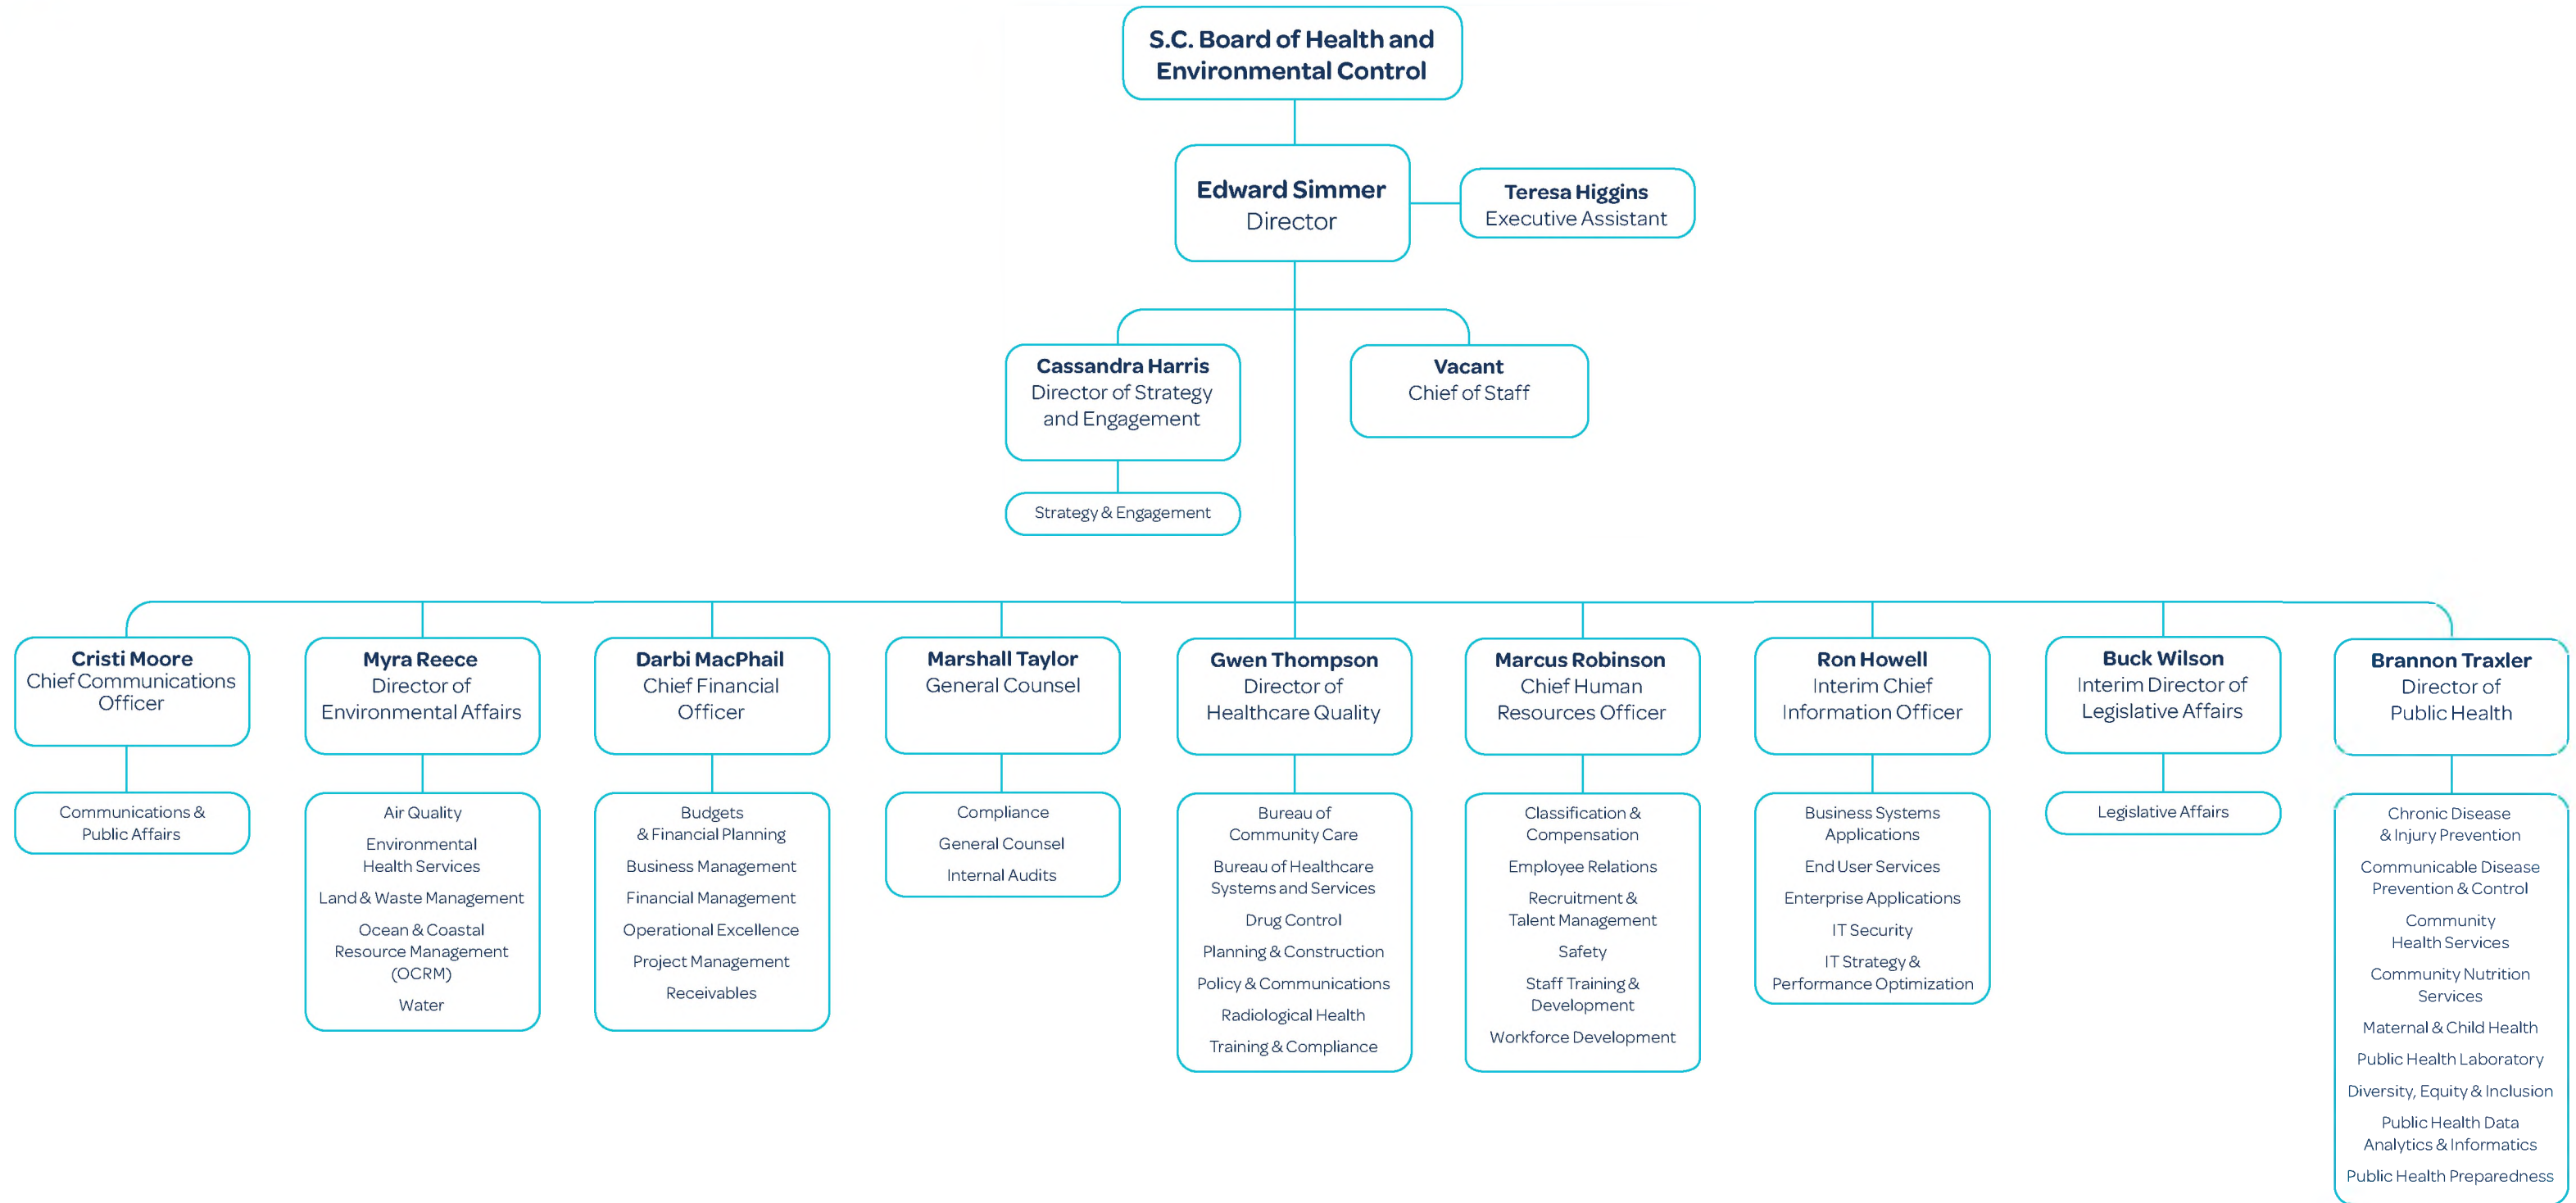 S.C. Board of Health and
Environmental Control
Edward Simmer
Director
Teresa Higgins
Executive Assistant
Cassandra Harris
Director of Strategy
and Engagement
Vacant
Chief of Staff
Strategy & Engagement
Cristi Moore
Chief Communications
Officer
Communications &
Public Affairs
Myra Reece
Director of
Environmental Affairs
Air Quality
Environmental
Health Services
Land & Waste Management
Ocean & Coastal
Resource Management
(OCRM)
Water
Darbi MacPhail
Chief Financial
Officer
Budgets
& Financial Planning
Business Management
Financial Management
Operational Excellence
Project Management
Receivables
Marshall Taylor
General Counsel
Compliance
General Counsel
Internal Audits
Gwen Thompson
Director of
Healthcare Quality
Bureau of
Community Care
Bureau of Healthcare
Systems and Services
Drug Control
Planning & Construction
Policy & Communications
Radiological Health
Training & Compliance
Marcus Robinson
Chief Human
Resources Officer
Classification &
Compensation
Employee Relations
Recruitment &
Talent Management
Safety
Staff Training &
Development
Workforce Development
Ron Howell
Interim Chief
Information Officer
Business Systems
Applications
End User Services
Enterprise Applications
IT Security
IT Strategy &
Performance Optimization
Buck Wilson
Interim Director of
Legislative Affairs
Legislative Affairs
Brannon Traxler
Director of
Public Health
Chronic Disease
& Injury Prevention
Communicable Disease
Prevention & Control
Community
Health Services
Community Nutrition
Services
Maternal & Child Health
Public Health Laboratory
Diversity, Equity & Inclusion
Public Health Data
Analytics & Informatics
Public Health Preparedness